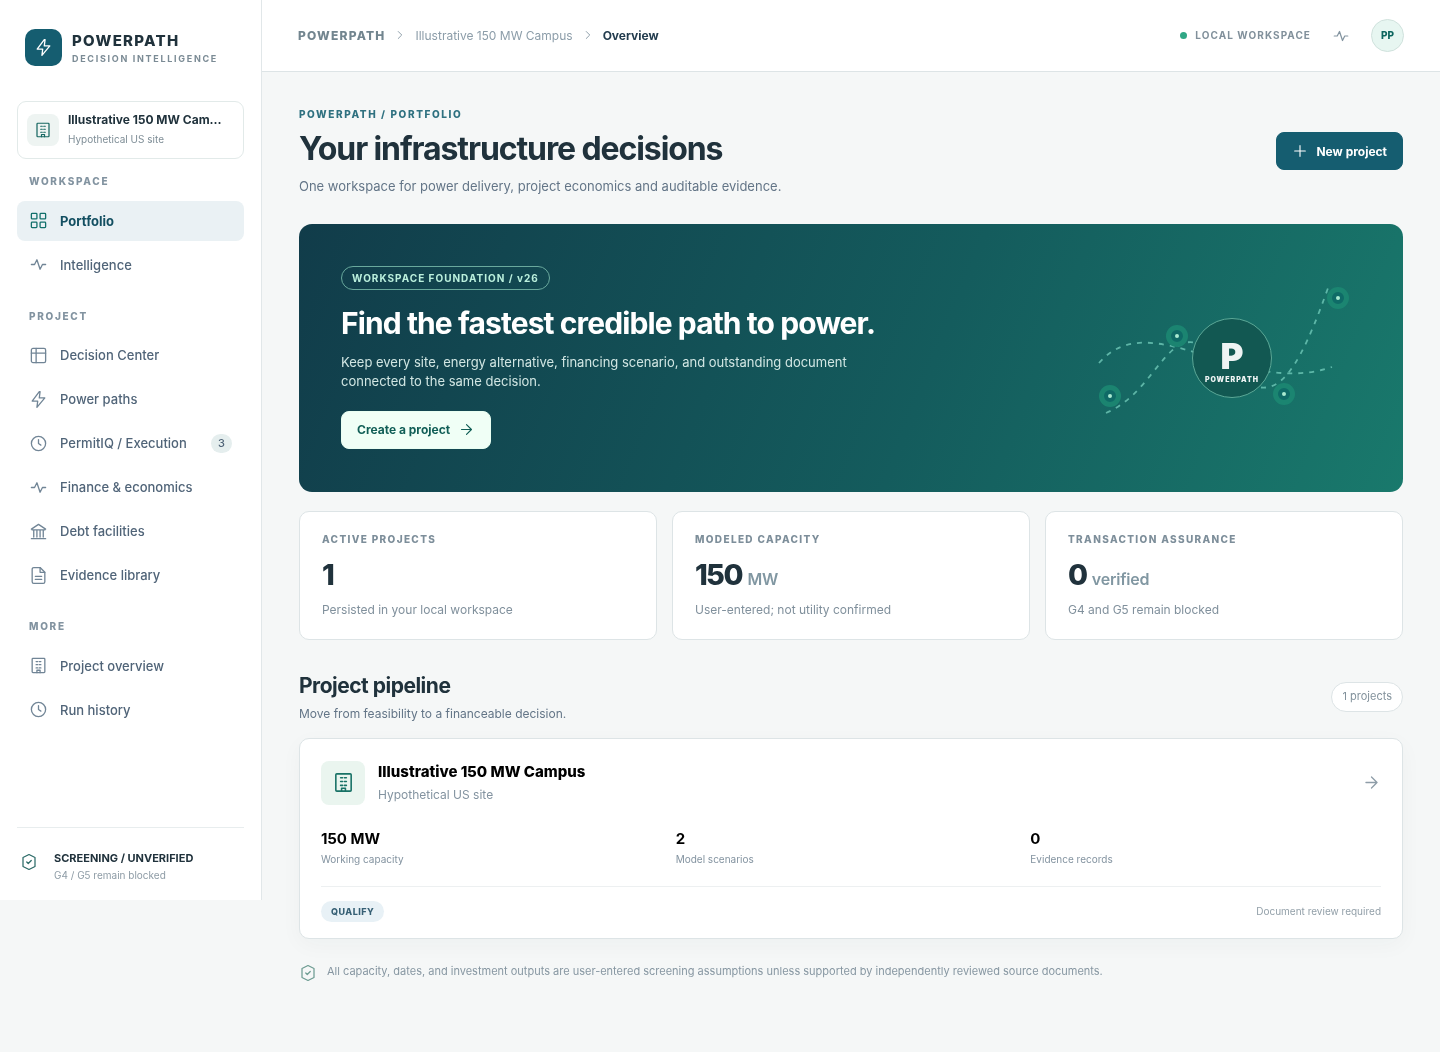 POWERPATH
DECISION INTELLIGENCE
Illustrative 150 MW Cam...
Hypothetical US site
WORKSPACE
Portfolio
Intelligence
PROJECT
Decision Center
Power paths
PermitIQ / Execution 3
Finance & economics
Debt facilities
Evidence library
MORE
Project overview
Run history
SCREENING / UNVERIFIED
G4 / G5 remain blocked
POWERPATH Illustrative 150 MW Campus Overview
LOCAL WORKSPACE PP
POWERPATH / PORTFOLIO
Your infrastructure decisions
One workspace for power delivery, project economics and auditable evidence.
New project
WORKSPACE FOUNDATION / v26
Find the fastest credible path to power.
Keep every site, energy alternative, financing scenario, and outstanding document
connected to the same decision.
Create a project
P
POWERPATH
ACTIVE PROJECTS
1
Persisted in your local workspace
MODELED CAPACITY
150 MW
User-entered; not utility confirmed
TRANSACTION ASSURANCE
0 verified
G4 and G5 remain blocked
Project pipeline
Move from feasibility to a financeable decision.
1 projects
Illustrative 150 MW Campus
Hypothetical US site
150 MW
Working capacity
2
Model scenarios
0
Evidence records
QUALIFY
Document review required
All capacity, dates, and investment outputs are user-entered screening assumptions unless supported by independently reviewed source documents.